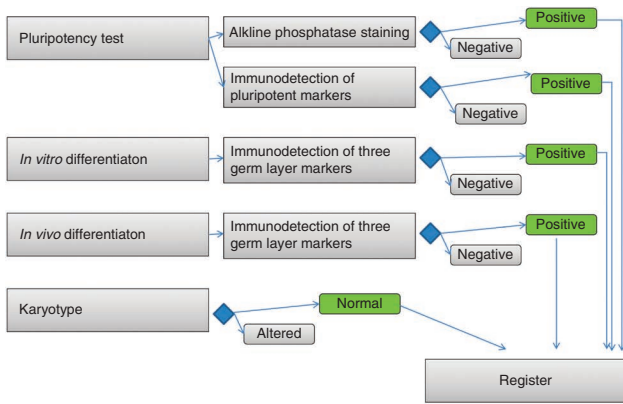 Pluripotency test
Alkline phosphatase staining
Positive
Negative
Immunodetection of
pluripotent markers
Positive
Negative
In vitro differentiaton
Immunodetection of three
germ layer markers
Positive
Negative
In vivo differentiaton
Immunodetection of three
germ layer markers
Positive
Negative
Karyotype
Normal
Altered
Register